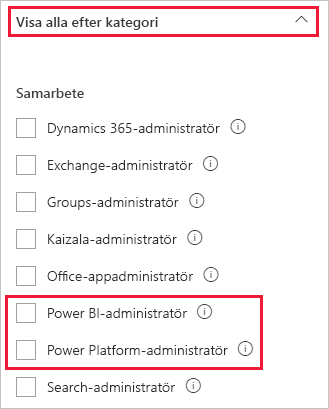 Visa alla efter kategori
Samarbete
Dynamics 365-administratör
Exchange-administratör
Groups-administratör
Kaizala-administratör
Office-appadministratör
Power BI-administratör
Power Platform-administratör
Search-administratör